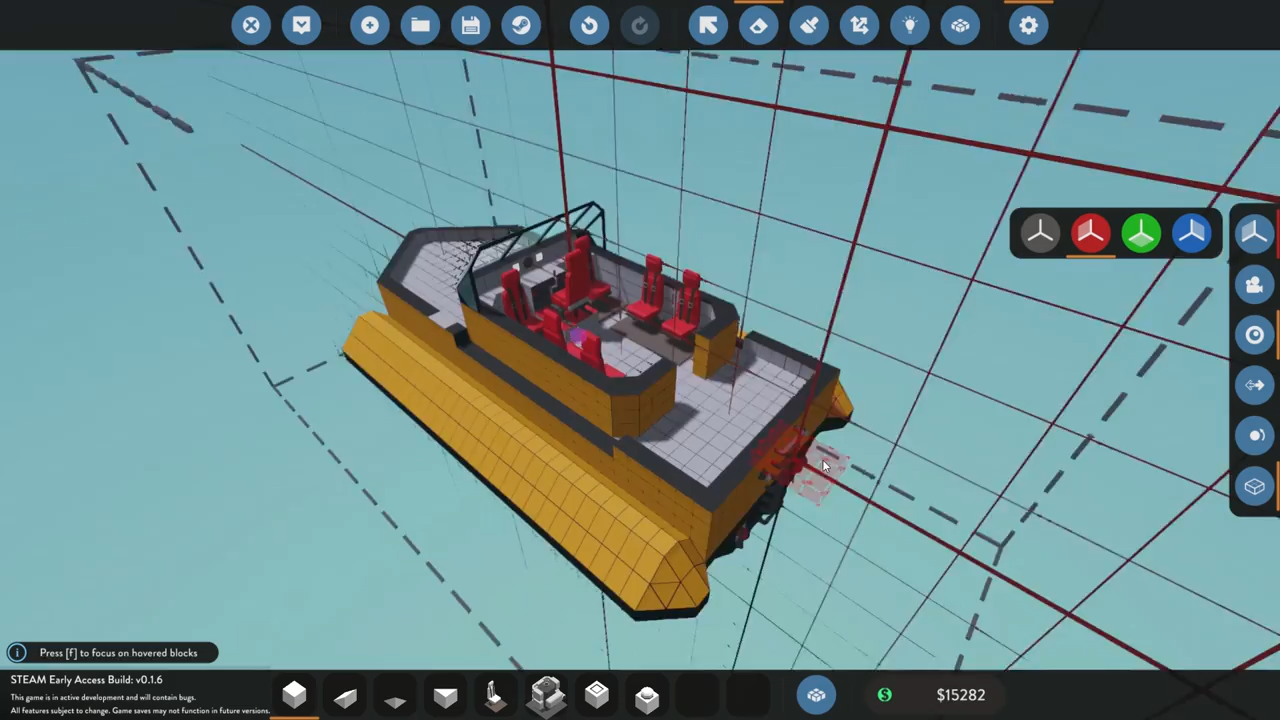 Press [f] to focus on hovered blocks
STEAM Early Access Build: v0.1.6
This game is in active development and will contain bugs.
All features subject to change. Game saves may not function in future versions.
$ $15282